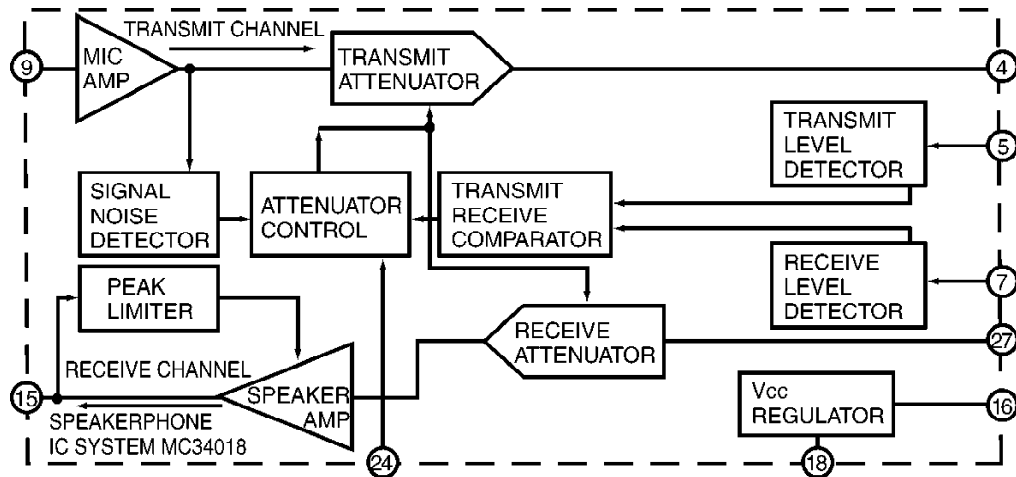 TRANSMIT CHANNEL
MIC
AMP
TRANSMIT
ATTENUATOR
9
4
TRANSMIT
LEVEL
DETECTOR
5
SIGNAL
NOISE
DETECTOR
ATTENUATOR
CONTROL
TRANSMIT
RECEIVE
COMPARATOR
RECEIVE
LEVEL
DETECTOR
7
PEAK
LIMITER
RECEIVE
ATTENUATOR
27
RECEIVE CHANNEL
15
SPEAKER
AMP
Vcc
REGULATOR
16
SPEAKERPHONE
IC SYSTEM MC34018
24
18